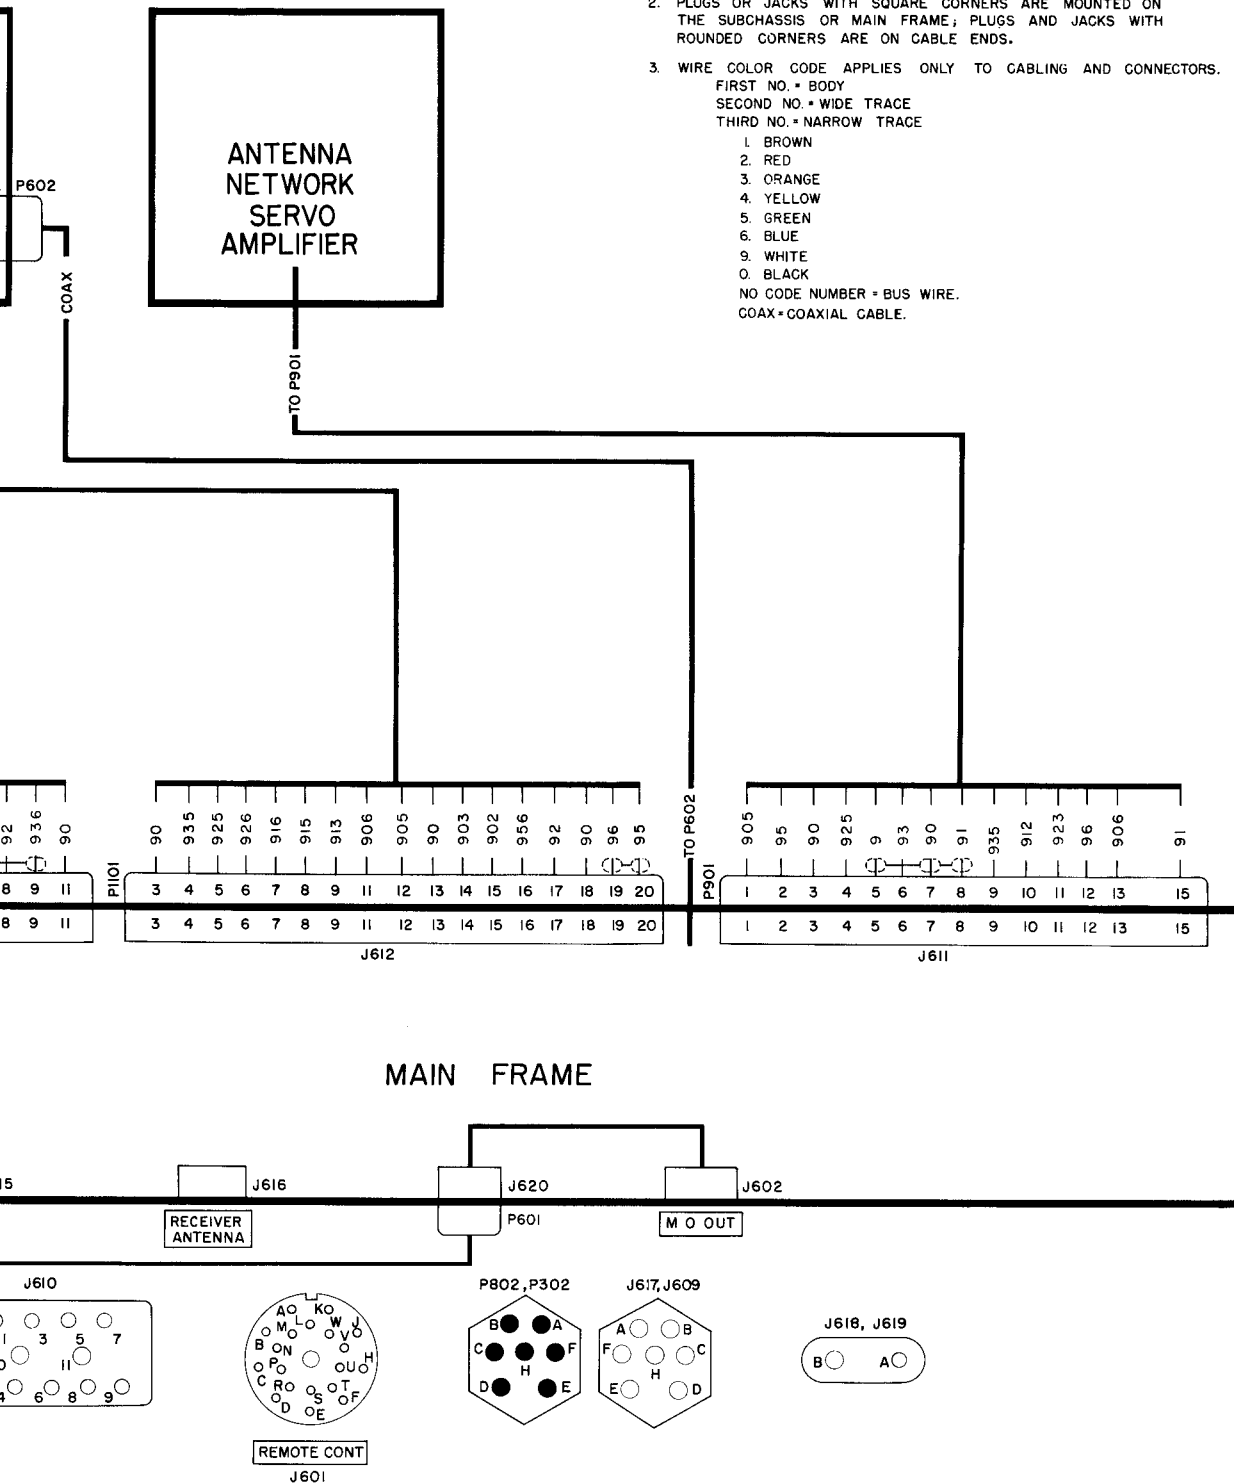 2. PLUGS OR JACKS WITH SQUARE CORNERS ARE MOUNTED ON
THE SUBCHASSIS OR MAIN FRAME; PLUGS AND JACKS WITH
ROUNDED CORNERS ARE ON CABLE ENDS.
3. WIRE COLOR CODE APPLIES ONLY TO CABLING AND CONNECTORS.
FIRST NO. = BODY
SECOND NO. = WIDE TRACE
THIRD NO. = NARROW TRACE
1. BROWN
2. RED
3. ORANGE
4. YELLOW
5. GREEN
6. BLUE
9. WHITE
0. BLACK
NO CODE NUMBER = BUS WIRE.
COAX = COAXIAL CABLE.
ANTENNA
NETWORK
SERVO
AMPLIFIER
P602
COAX
TO P901
92 936 90
90 935 925 926 916 915 913 906 905 90 903 902 956 92 90 96 95
TO P602
905 95 90 925 9 93 90 91 935 912 923 96 906 91
8 9 11
P1101
3 4 5 6 7 8 9 11 12 13 14 15 16 17 18 19 20
P901
1 2 3 4 5 6 7 8 9 10 11 12 13 15
8 9 11
3 4 5 6 7 8 9 11 12 13 14 15 16 17 18 19 20
1 2 3 4 5 6 7 8 9 10 11 12 13 15
J612
J611
MAIN FRAME
15
J616
J620
J602
RECEIVER
ANTENNA
P601
M O OUT
J610
1 3 5 7
0 11
4 6 8 9
A K L M W J V B N P U H C R S T F D E
REMOTE CONT
J601
P802, P302
B A
C F
H
D E
J617, J609
A B
F C
H
E D
J618, J619
B A